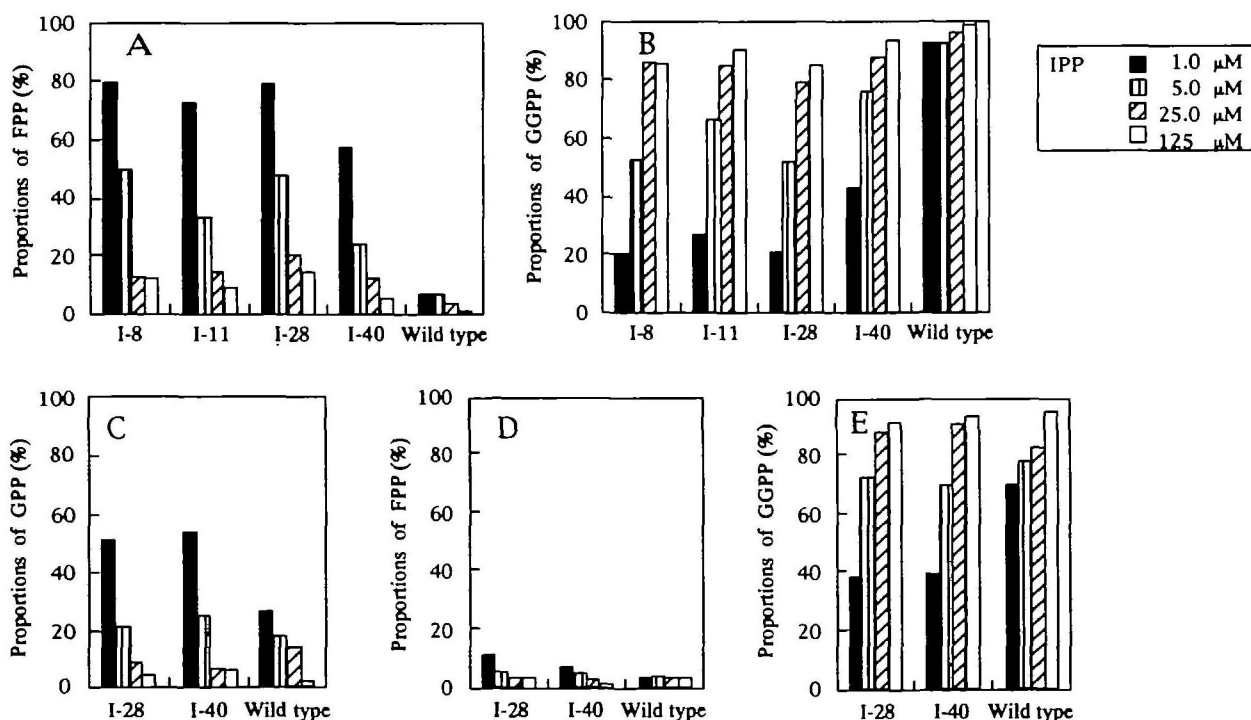 A
Proportions of FPP (%)
100
80
60
40
20
0
I-8 I-11 I-28 I-40 Wild type
B
Proportions of GGPP (%)
100
80
60
40
20
0
I-8 I-11 I-28 I-40 Wild type
IPP 1.0 μM
5.0 μM
25.0 μM
125 μM
C
Proportions of GPP (%)
100
80
60
40
20
0
I-28 I-40 Wild type
D
Proportions of FPP (%)
100
80
60
40
20
0
I-28 I-40 Wild type
E
Proportions of GGPP (%)
100
80
60
40
20
0
I-28 I-40 Wild type